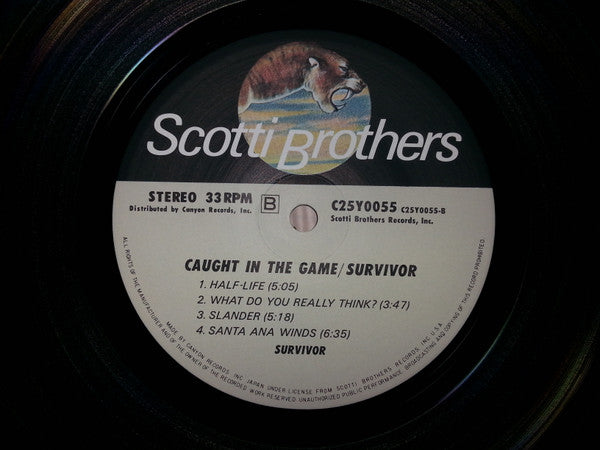 Scotti Brothers
STEREO 33 RPM B C25Y0055 C25Y0055-B
Distributed by Canyon Records, Inc. Scotti Brothers Records, Inc.
CAUGHT IN THE GAME/SURVIVOR
1. HALF-LIFE (5:05)
2. WHAT DO YOU REALLY THINK? (3:47)
3. SLANDER (5:18)
4. SANTA ANA WINDS (6:35)
SURVIVOR
MADE BY CANYON RECORDS INC JAPAN UNDER LICENSE FROM SCOTTI BROTHERS RECORDS INC., U.S.A.
ALL RIGHTS OF THE MANUFACTURER AND OF THE OWNER OF THE RECORDED WORK RESERVED. UNAUTHORIZED PUBLIC PERFORMANCE, BROADCASTING AND COPYING OF THIS RECORD PROHIBITED.